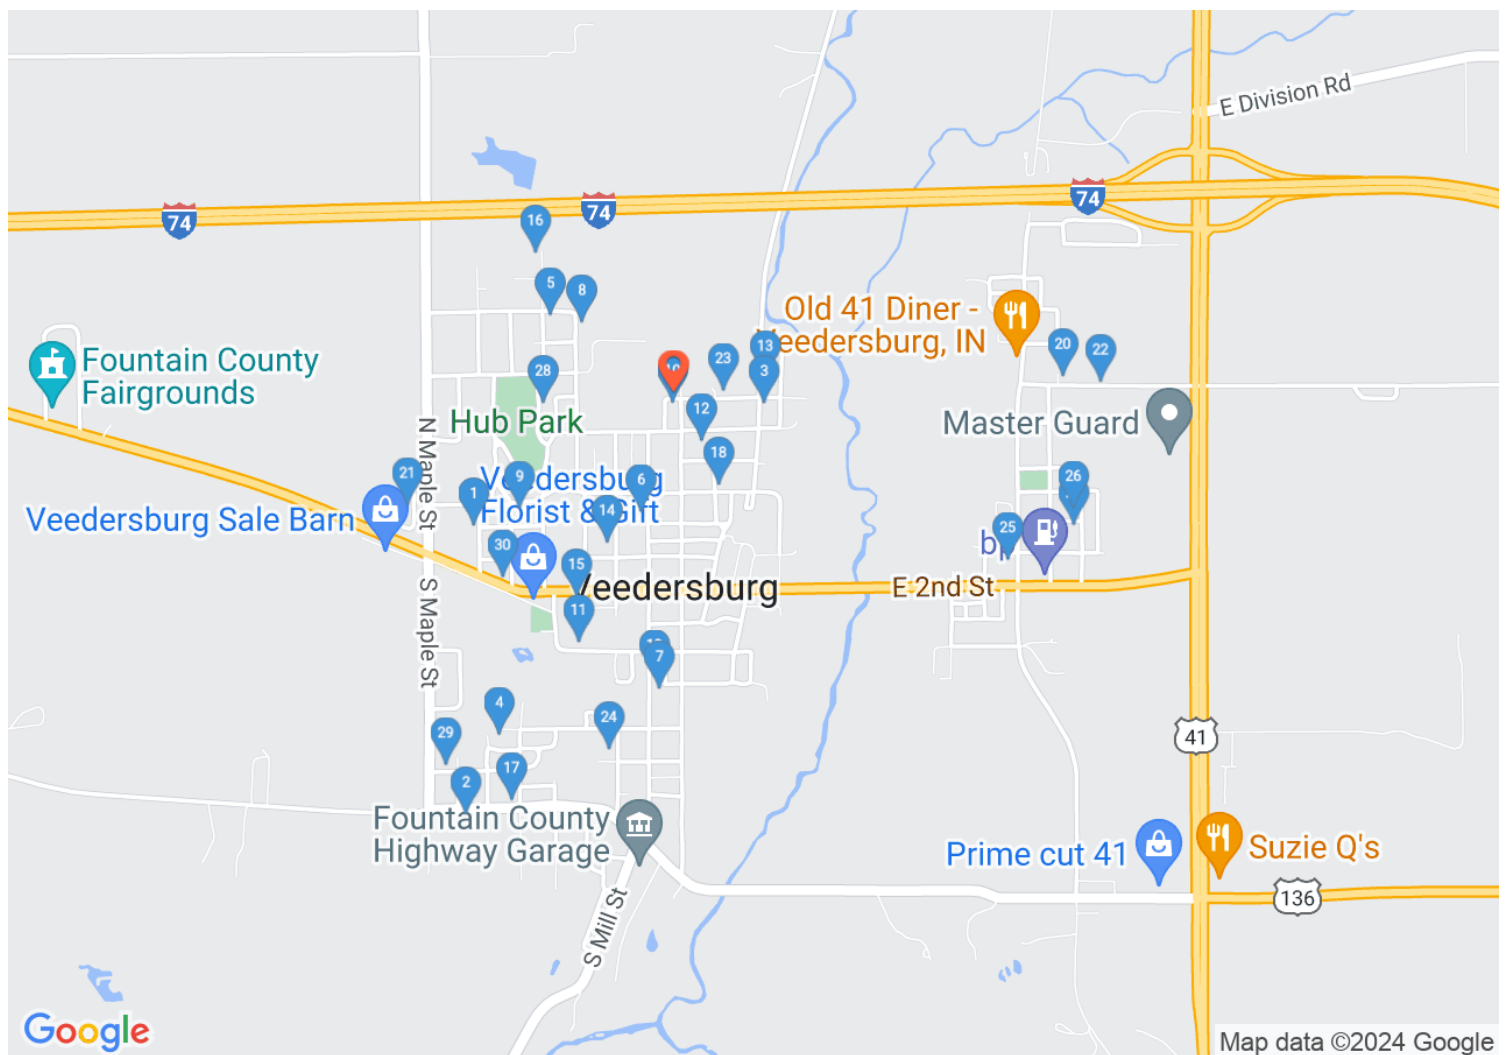 E Division Rd
74
74
74
16
5
8
Old 41 Diner -
Veedersburg, IN
13
3
23
20
22
Fountain County
Fairgrounds
28
12
Hub Park
Master Guard
N Maple St
18
21
1
9
Veedersburg
Florist & Gift
6
14
26
25
Veedersburg Sale Barn
30
15
Veedersburg
E 2nd St
11
S Maple St
7
4
24
29
41
17
2
Fountain County
Highway Garage
Prime cut 41
Suzie Q's
136
S Mill St
Google
Map data ©2024 Google